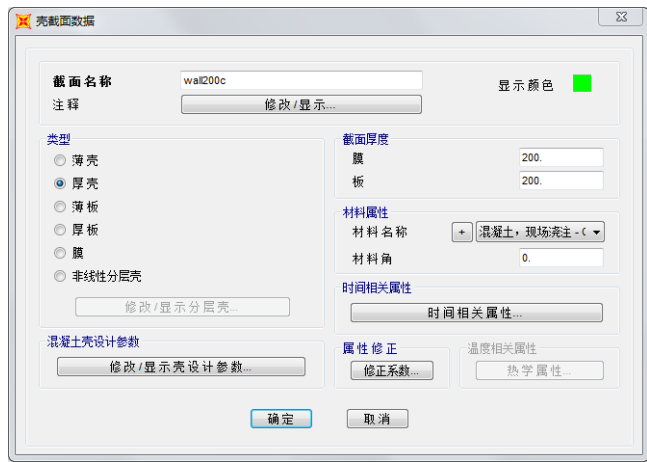 壳截面数据
截面名称 wall200c 显示颜色
注释 修改/显示...
类型
薄壳
厚壳
薄板
厚板
膜
非线性分层壳
修改/显示分层壳...
截面厚度
膜 200.
板 200.
材料属性
材料名称 + 混凝土，现场浇注 - C
材料角 0.
时间相关属性
时间相关属性...
混凝土壳设计参数
修改/显示壳设计参数...
属性修正
修正系数...
温度相关属性
热学属性...
确定 取消